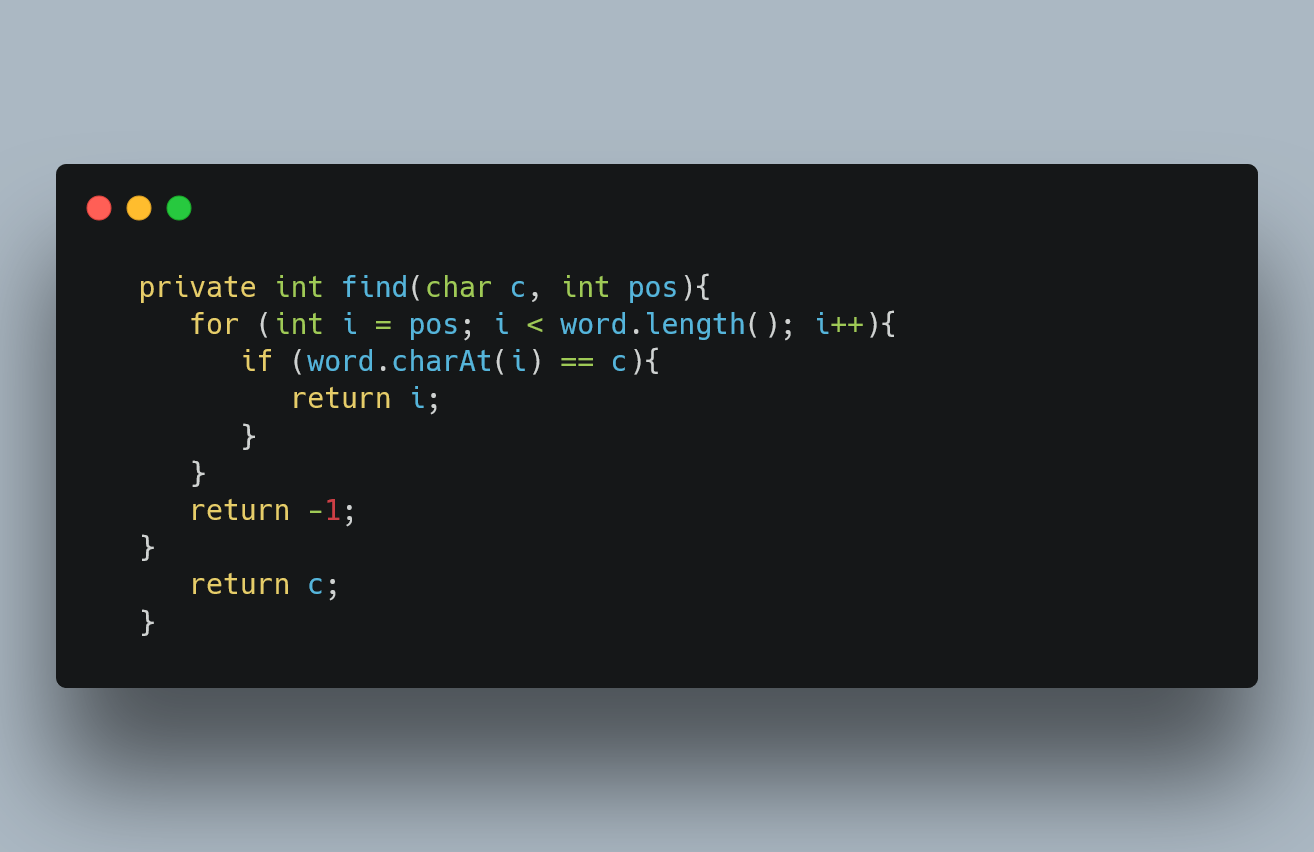 private int find(char c, int pos){
   for (int i = pos; i < word.length(); i++){
      if (word.charAt(i) == c){
         return i;
      }
   }
   return -1;
}
   return c;
}